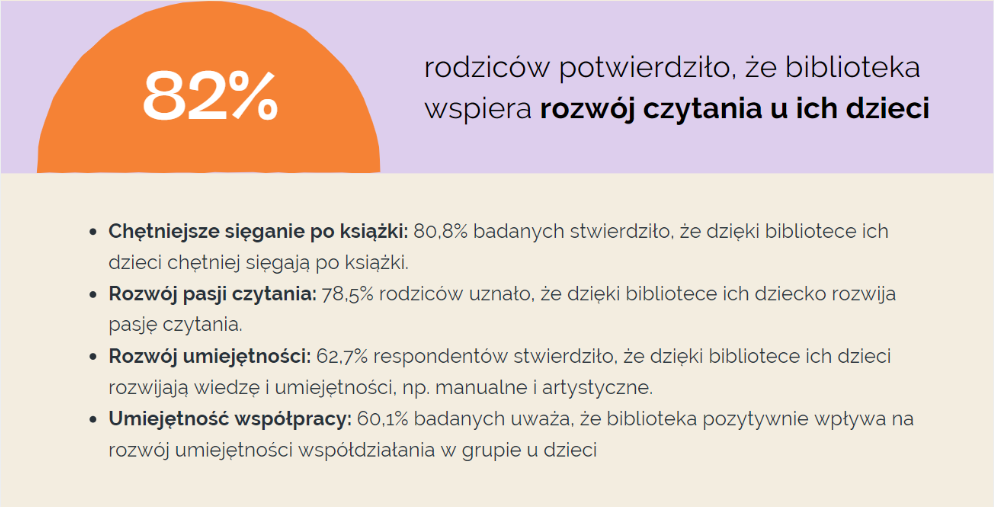 82%
rodziców potwierdziło, że biblioteka
wspiera rozwój czytania u ich dzieci
• Chętniejsze sięganie po książki: 80,8% badanych stwierdziło, że dzięki bibliotece ich
dzieci chętniej sięgają po książki.
• Rozwój pasji czytania: 78,5% rodziców uznało, że dzięki bibliotece ich dziecko rozwija
pasję czytania.
• Rozwój umiejętności: 62,7% respondentów stwierdziło, że dzięki bibliotece ich dzieci
rozwijają wiedzę i umiejętności, np. manualne i artystyczne.
• Umiejętność współpracy: 60,1% badanych uważa, że biblioteka pozytywnie wpływa na
rozwój umiejętności współdziałania w grupie u dzieci